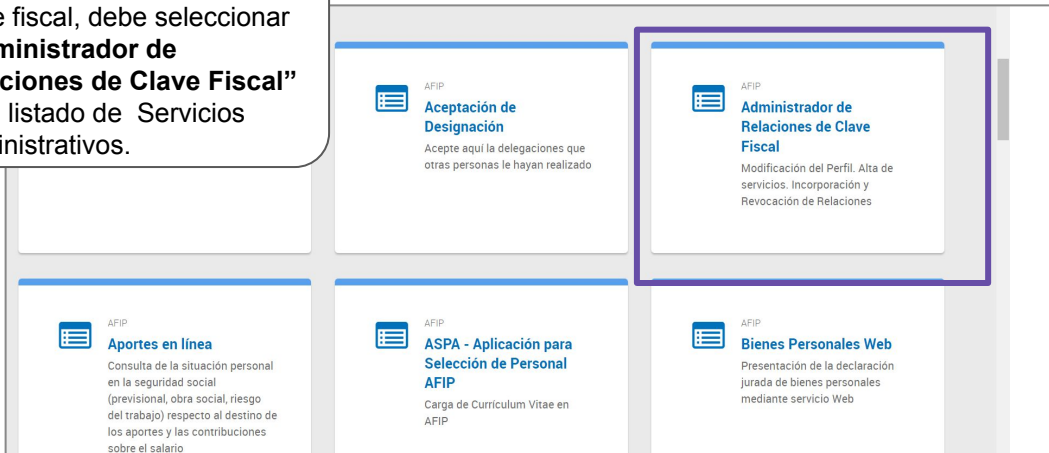 e fiscal, debe seleccionar
ministrador de
ciones de Clave Fiscal”
listado de Servicios
inistrativos.
AFIP
Aceptación de
Designación
Acepte aquí la delegaciones que
otras personas le hayan realizado
AFIP
Administrador de
Relaciones de Clave
Fiscal
Modificación del Perfil. Alta de
servicios. Incorporación y
Revocación de Relaciones
AFIP
Aportes en línea
Consulta de la situación personal
en la seguridad social
(previsional, obra social, riesgo
del trabajo) respecto al destino de
los aportes y las contribuciones
sobre el salario
AFIP
ASPA - Aplicación para
Selección de Personal
AFIP
Carga de Currículum Vitae en
AFIP
AFIP
Bienes Personales Web
Presentación de la declaración
jurada de bienes personales
mediante servicio Web